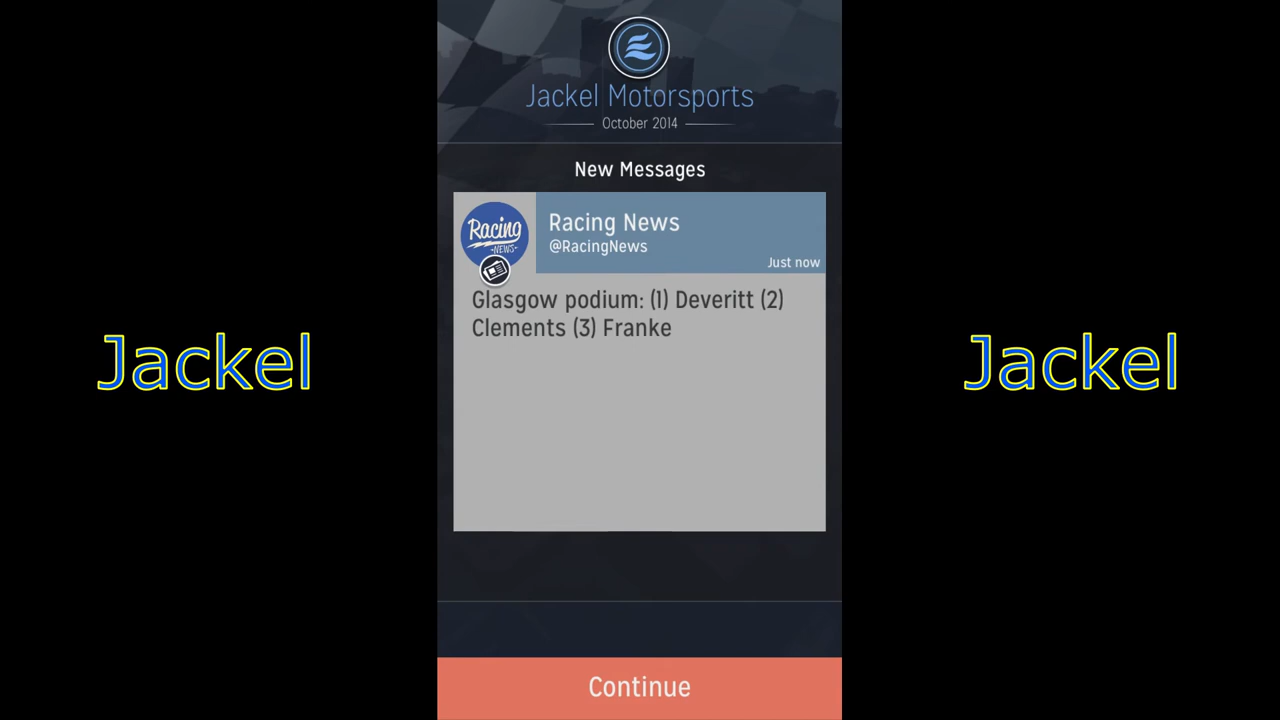 Jackel Motorsports
October 2014
New Messages
Racing
NEWS
Racing News
@RacingNews
Just now
Glasgow podium: (1) Deveritt (2)
Clements (3) Franke
Jackel
Jackel
Continue